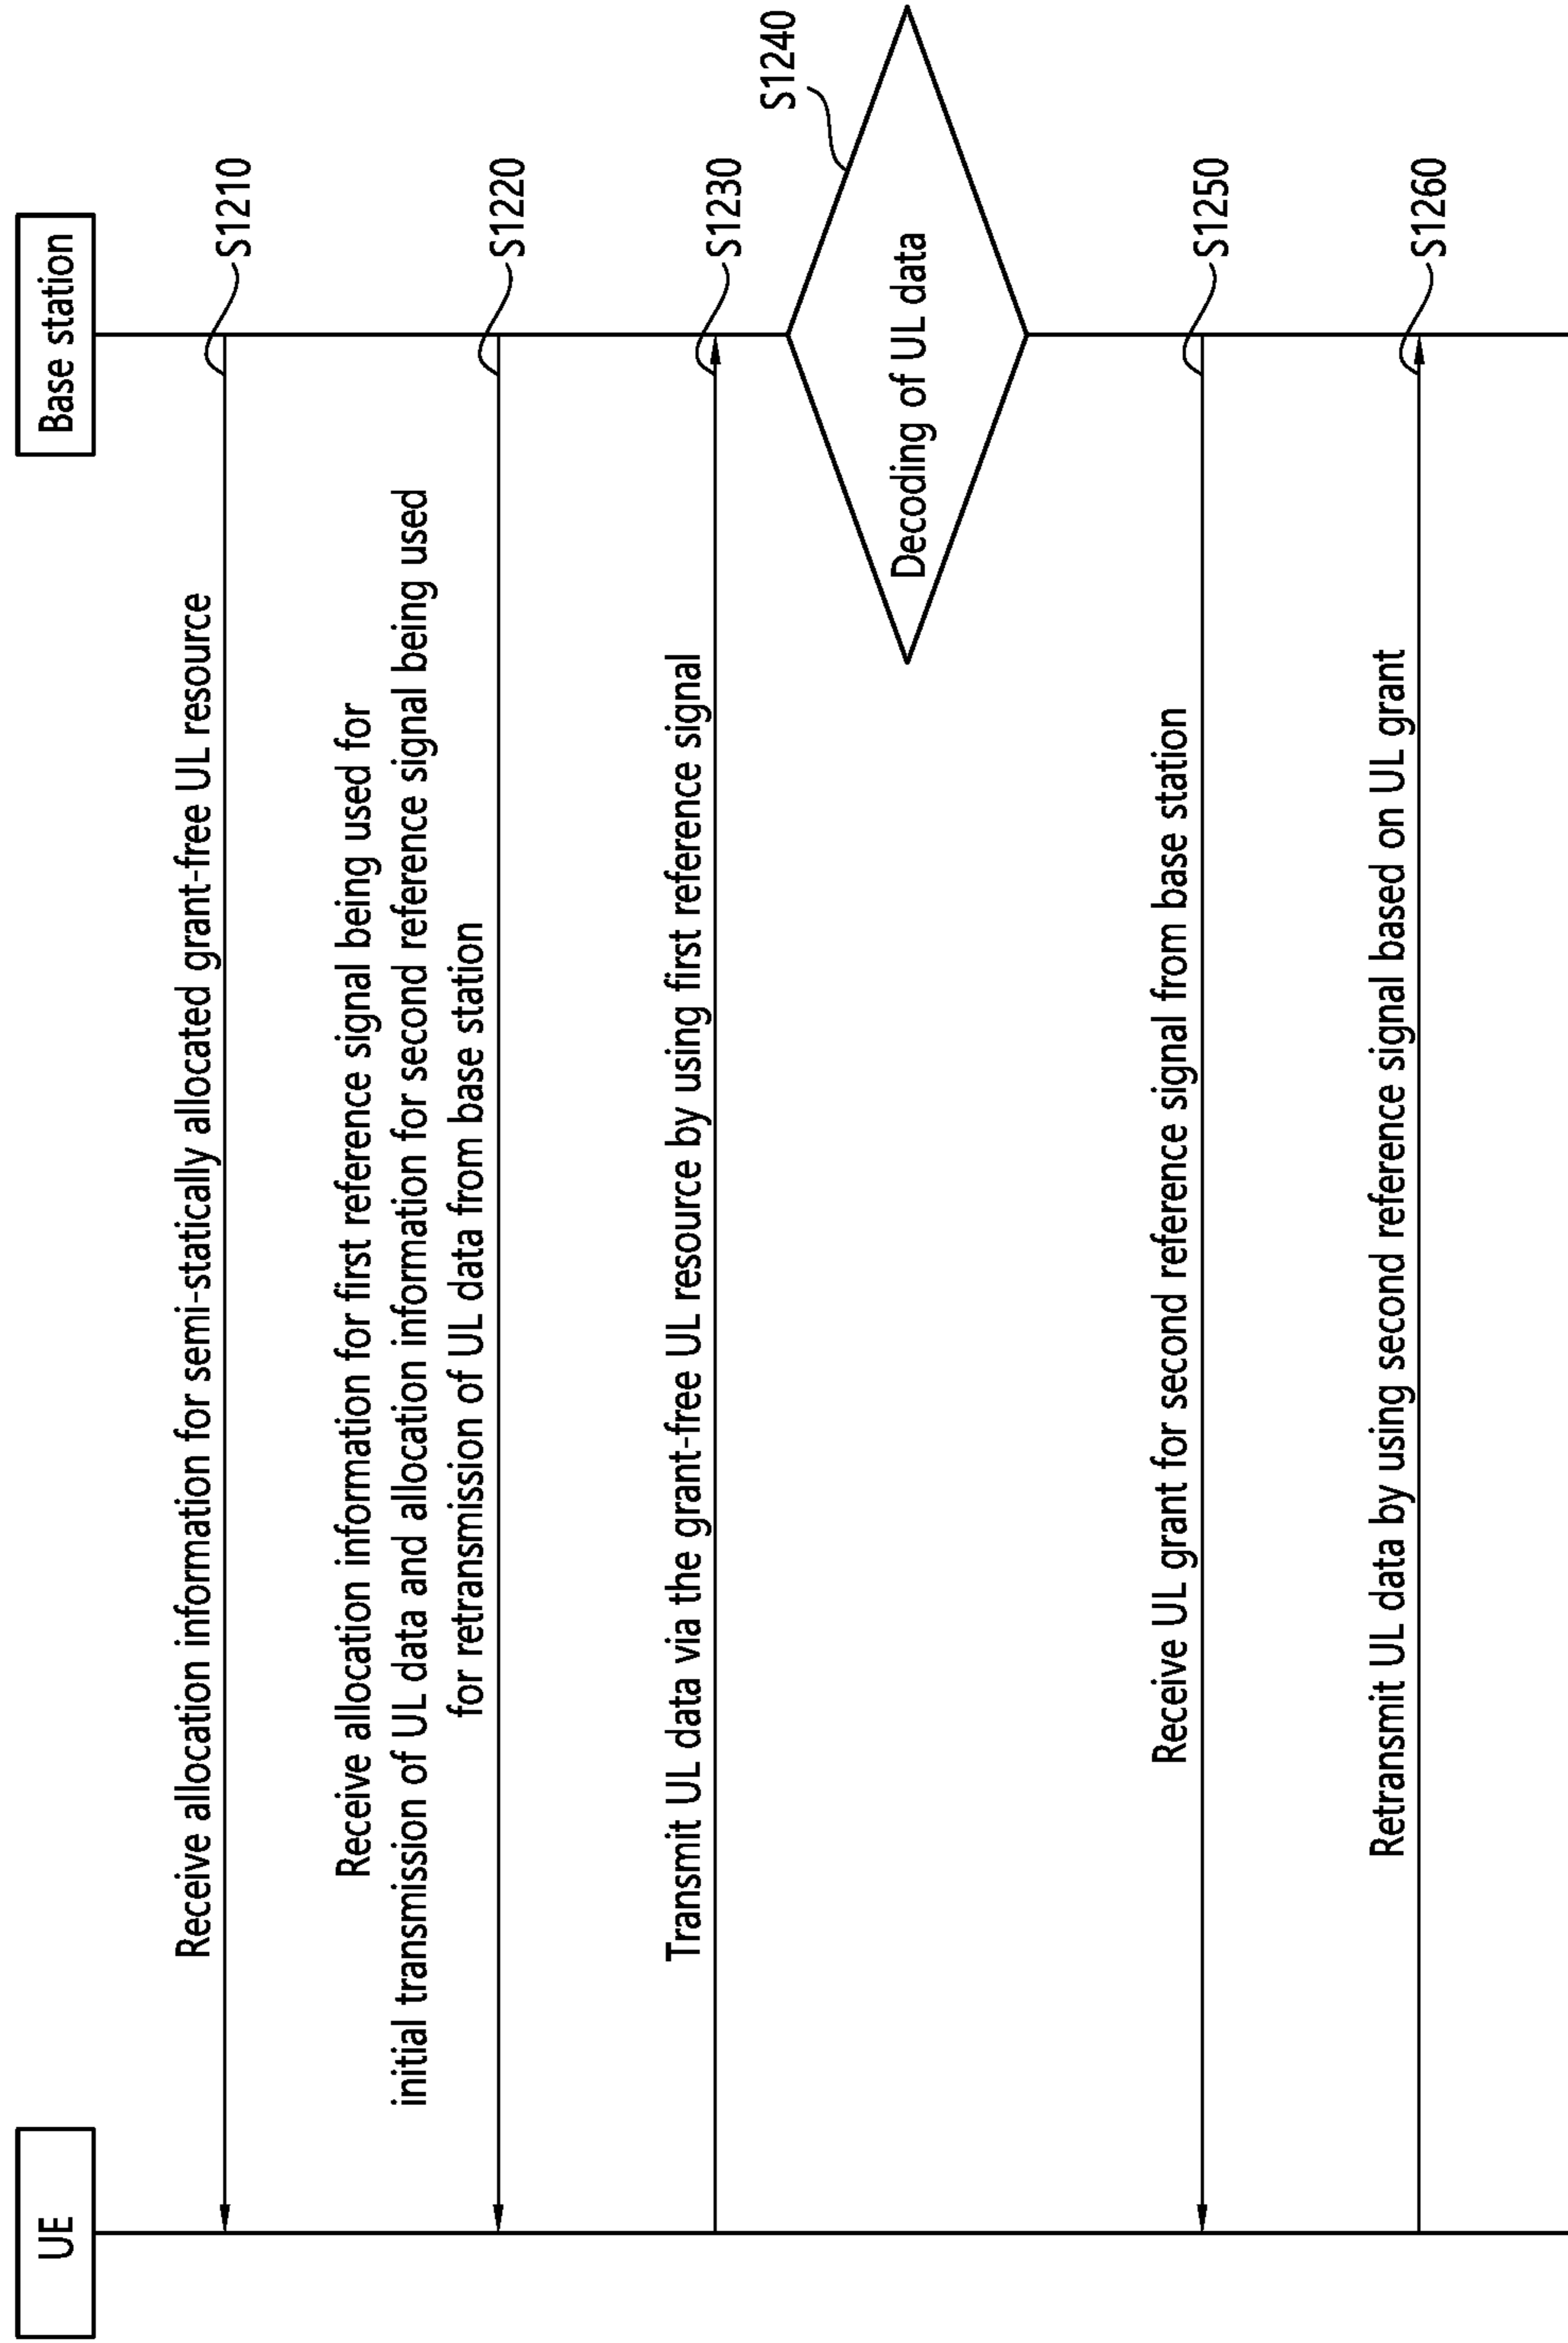 UE
Base station
Receive allocation information for semi-statically allocated grant-free UL resource
S1210
Receive allocation information for first reference signal being used for
initial transmission of UL data and allocation information for second reference signal being used
for retransmission of UL data from base station
S1220
Transmit UL data via the grant-free UL resource by using first reference signal
S1230
Decoding of UL data
S1240
Receive UL grant for second reference signal from base station
S1250
Retransmit UL data by using second reference signal based on UL grant
S1260